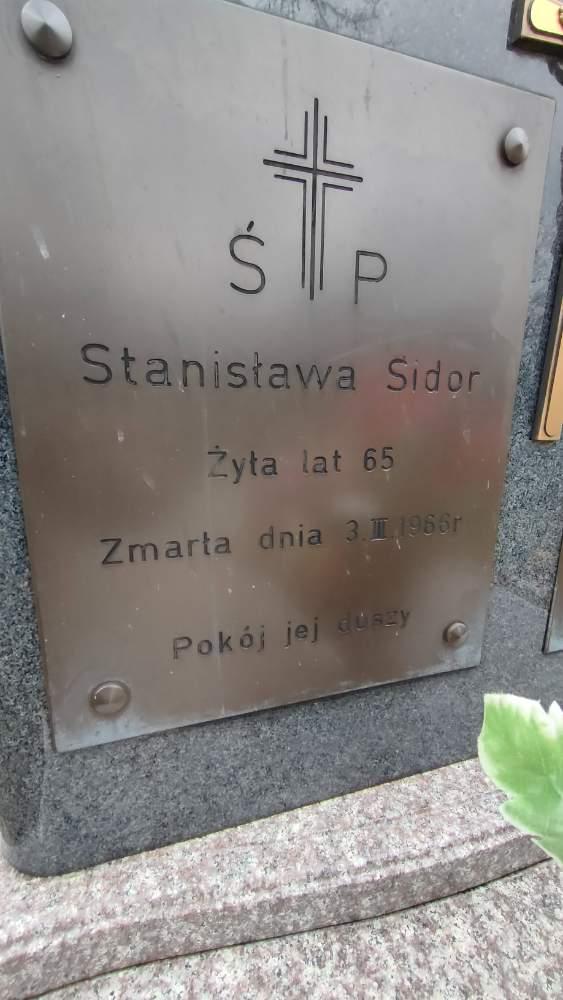 Ś P
Stanisława Sidor
Żyła lat 65
Zmarła dnia 3.III.1966r
Pokój jej duszy